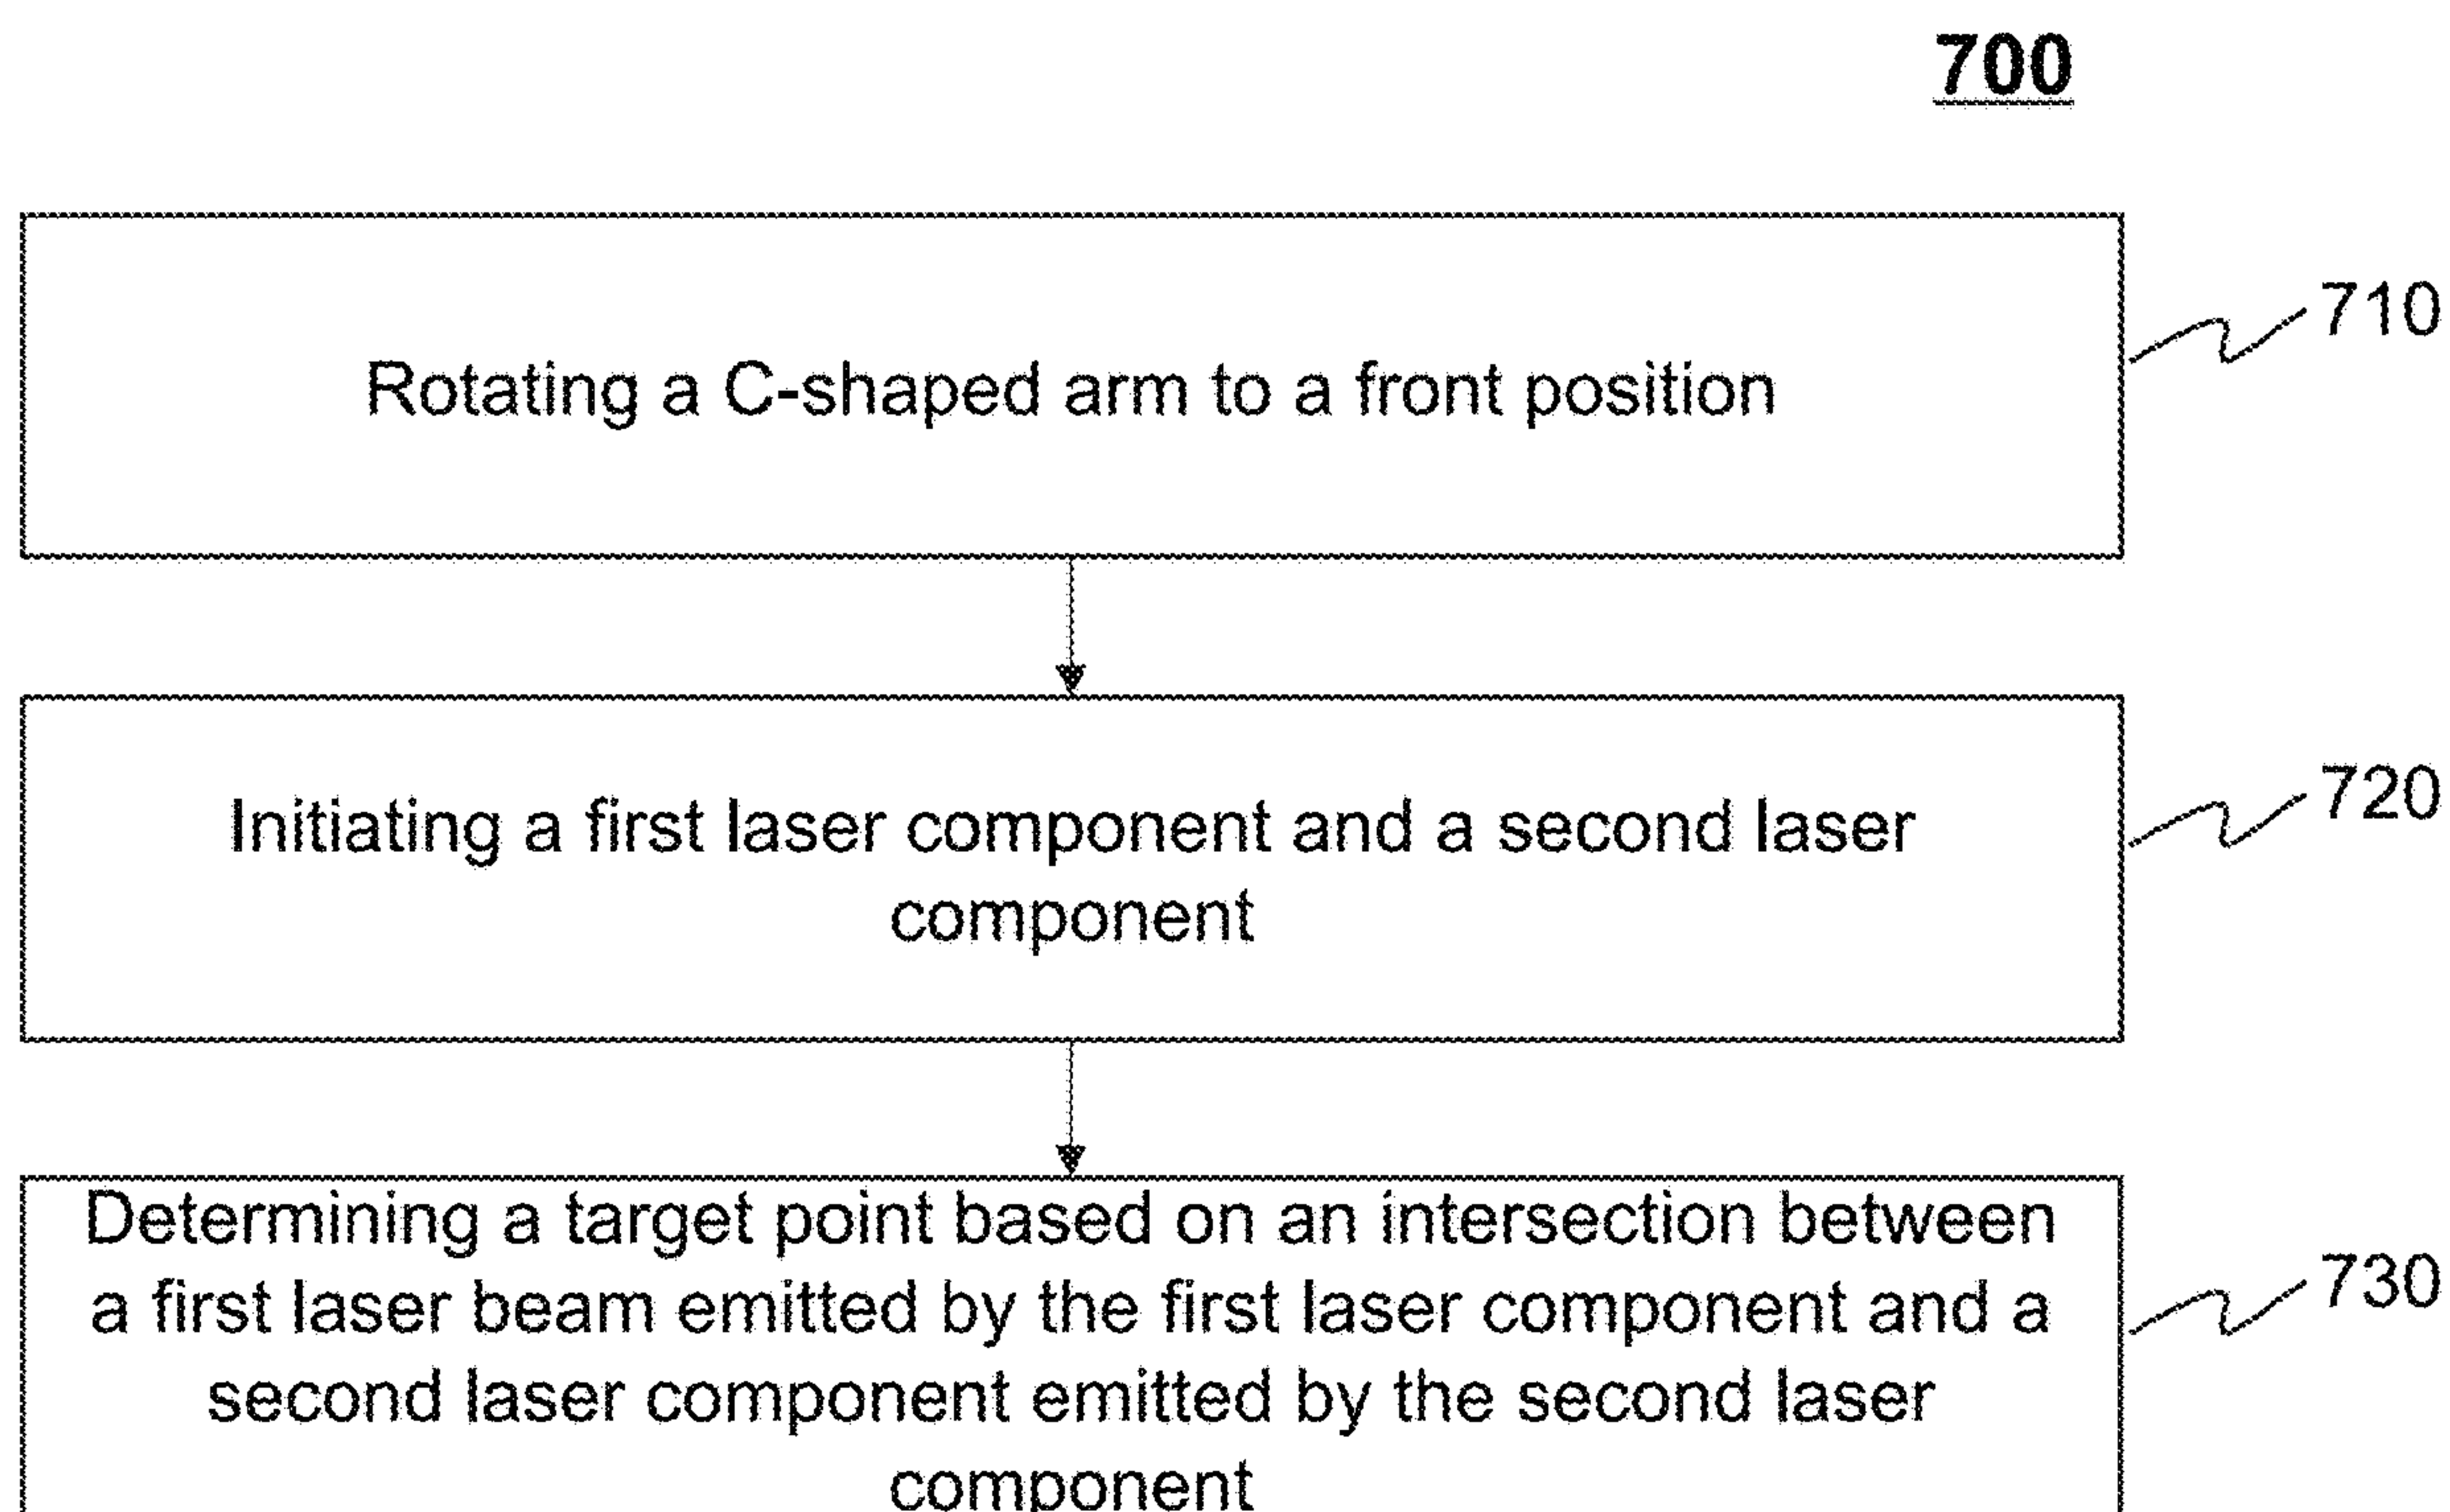 700
Rotating a C-shaped arm to a front position
710
Initiating a first laser component and a second laser
component
720
Determining a target point based on an intersection between
a first laser beam emitted by the first laser component and a
second laser component emitted by the second laser
component
730